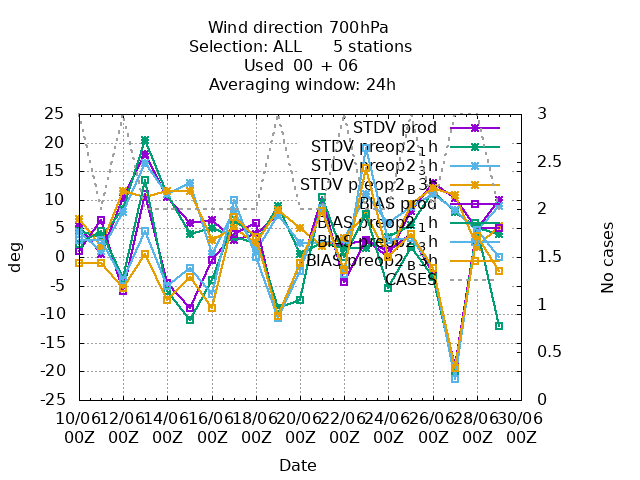 Wind direction 700hPa
Selection: ALL 5 stations
Used 00 + 06
Averaging window: 24h
25
20
15
10
5
0
-5
-10
-15
-20
-25
deg
3
2.5
2
1.5
1
0.5
0
No cases
STDV prod
STDV preop2_1h
STDV preop2_3h
STDV preop2_B3h
BIAS prod
BIAS preop2_1h
BIAS preop2_3h
BIAS preop2_B3h
CASES
10/06 12/06 14/06 16/06 18/06 20/06 22/06 24/06 26/06 28/06 30/06
00Z 00Z 00Z 00Z 00Z 00Z 00Z 00Z 00Z 00Z 00Z
Date